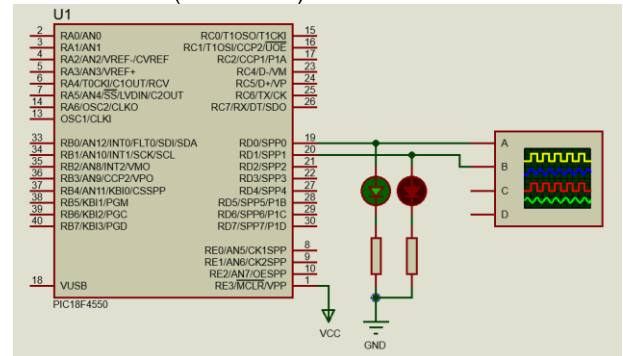 U1
2 RA0/AN0 RC0/T1OSO/T1CKI 15
3 RA1/AN1 RC1/T1OSI/CCP2/UOE 16
4 RA2/AN2/VREF-/CVREF RC2/CCP1/P1A 17
5 RA3/AN3/VREF+ RC4/D-/VM 23
6 RA4/T0CKI/C1OUT/RCV RC5/D+/VP 24
7 RA5/AN4/SS/LVDIN/C2OUT RC6/TX/CK 25
14 RA6/OSC2/CLKO RC7/RX/DT/SDO 26
13 OSC1/CLKI
33 RB0/AN12/INT0/FLT0/SDI/SDA RD0/SPP0 19
34 RB1/AN10/INT1/SCK/SCL RD1/SPP1 20
35 RB2/AN8/INT2/VMO RD2/SPP2 21
36 RB3/AN9/CCP2/VPO RD3/SPP3 22
37 RB4/AN11/KBI0/CSSPP RD4/SPP4 27
38 RB5/KBI1/PGM RD5/SPP5/P1B 28
39 RB6/KBI2/PGC RD6/SPP6/P1C 29
40 RB7/KBI3/PGD RD7/SPP7/P1D 30
RE0/AN5/CK1SPP 8
RE1/AN6/CK2SPP 9
RE2/AN7/OESPP 10
18 VUSB RE3/MCLR/VPP 1
PIC18F4550
A
B
C
D
VCC
GND